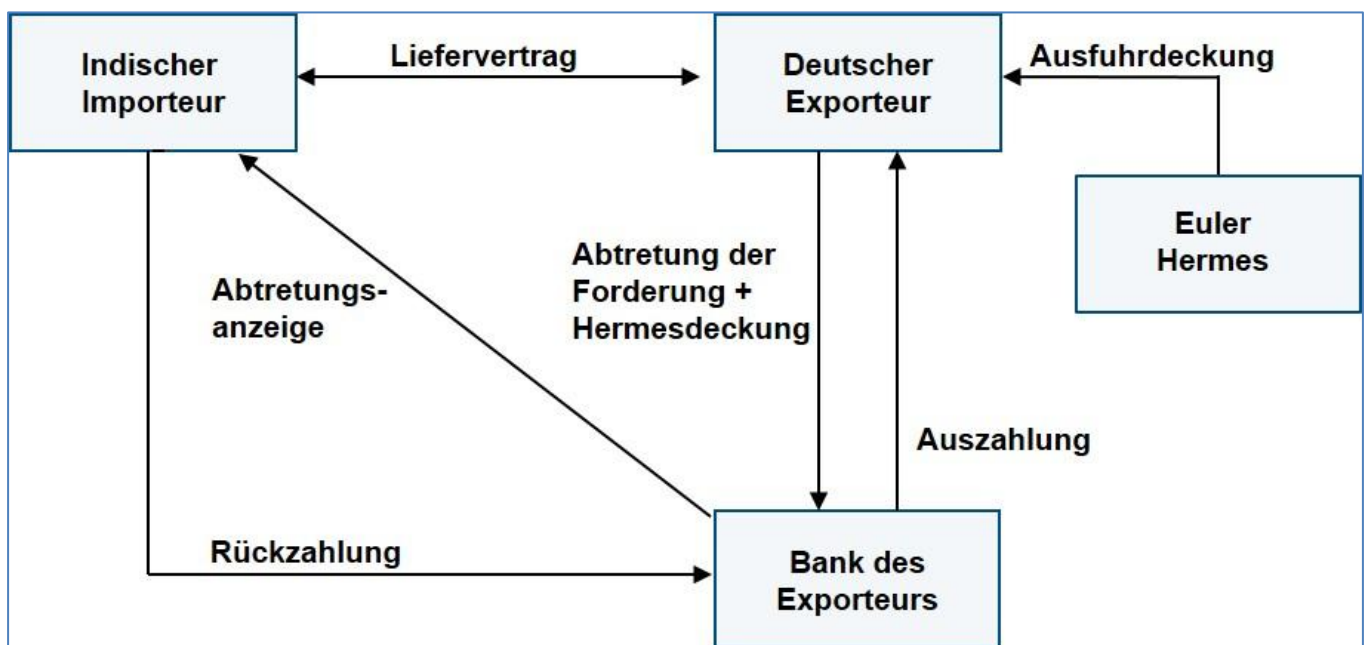 Indischer
Importeur
Liefervertrag
Deutscher
Exporteur
Ausfuhrdeckung
Euler
Hermes
Abtretungs-
anzeige
Abtretung der
Forderung +
Hermesdeckung
Auszahlung
Rückzahlung
Bank des
Exporteurs